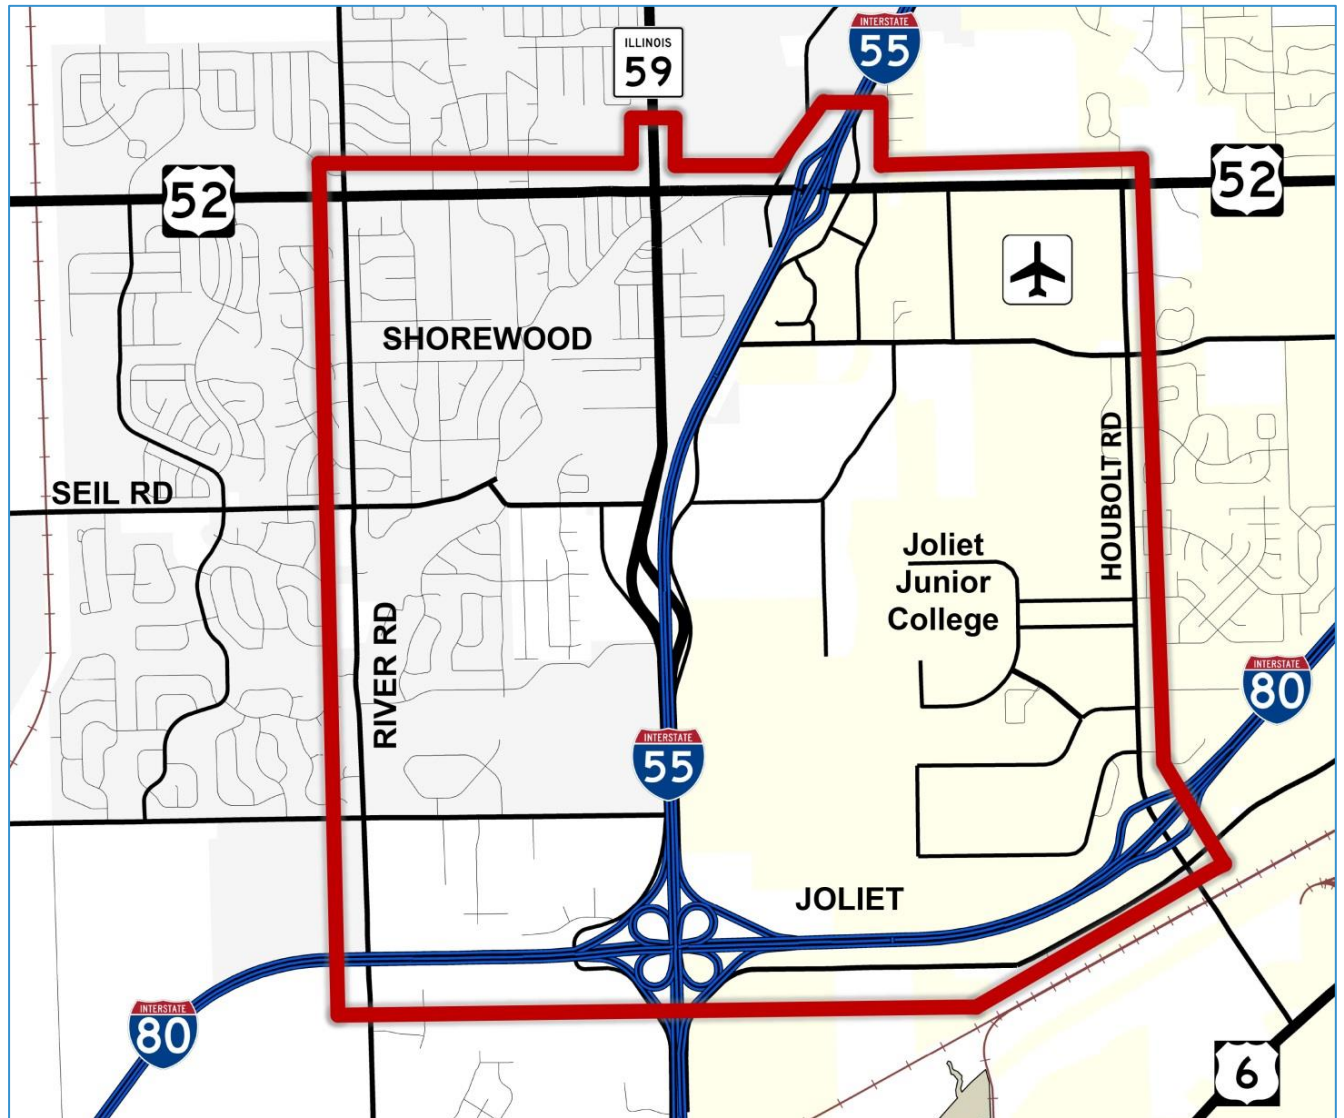 INTERSTATE
55
ILLINOIS
59
52
52
SHOREWOOD
SEIL RD
HOUBOLT RD
Joliet
Junior
College
RIVER RD
INTERSTATE
80
INTERSTATE
55
JOLIET
INTERSTATE
80
6